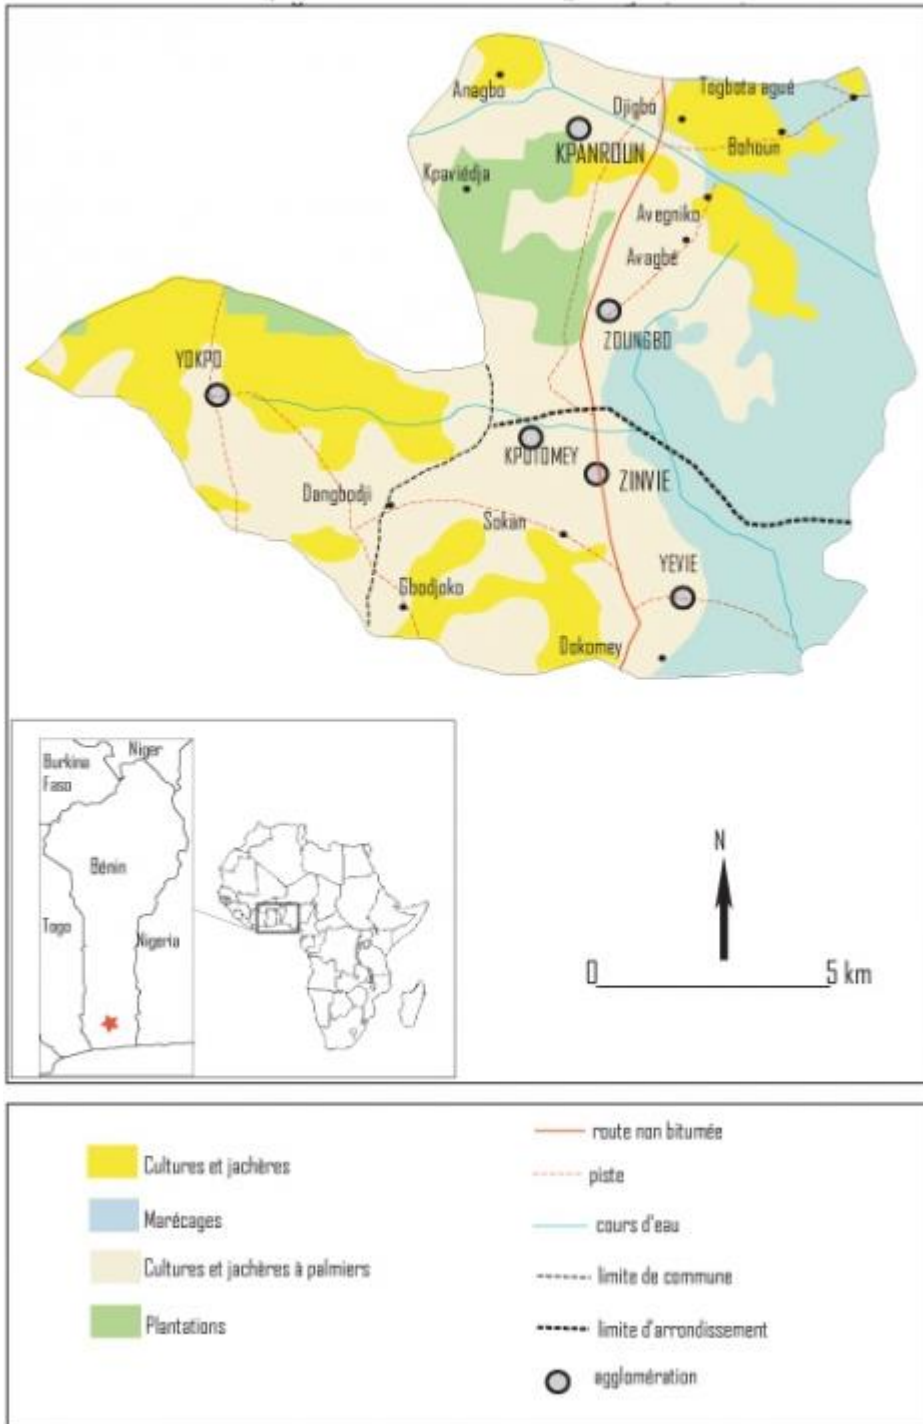 Anagbo
Djigbo
Togbota agué
KPANROUN
Bohoun
Kpaviédja
Avegniko
Avagbé
ZOUNGBO
YOKPO
KPOTOMEY
ZINVIE
Dangbodji
Sokan
YEVIE
Gbodjoko
Dokomey
Burkina
Faso
Niger
Bénin
Togo
Nigeria
N
0 5 km
Cultures et jachères
Marécages
Cultures et jachères à palmiers
Plantations
route non bitumée
piste
cours d'eau
limite de commune
limite d'arrondissement
agglomération